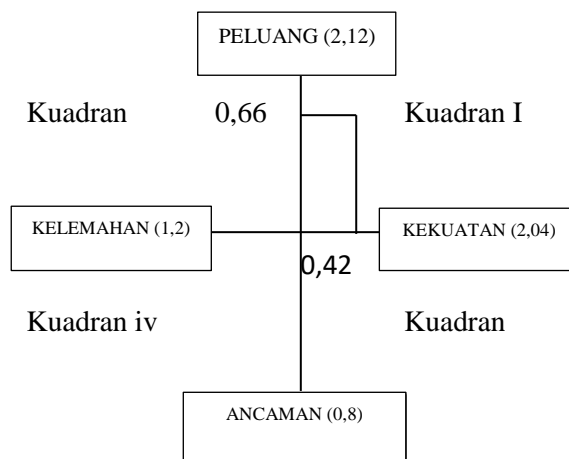 PELUANG (2,12)
Kuadran 0,66 Kuadran I
KELEMAHAN (1,2) KEKUATAN (2,04)
0,42
Kuadran iv Kuadran
ANCAMAN (0,8)